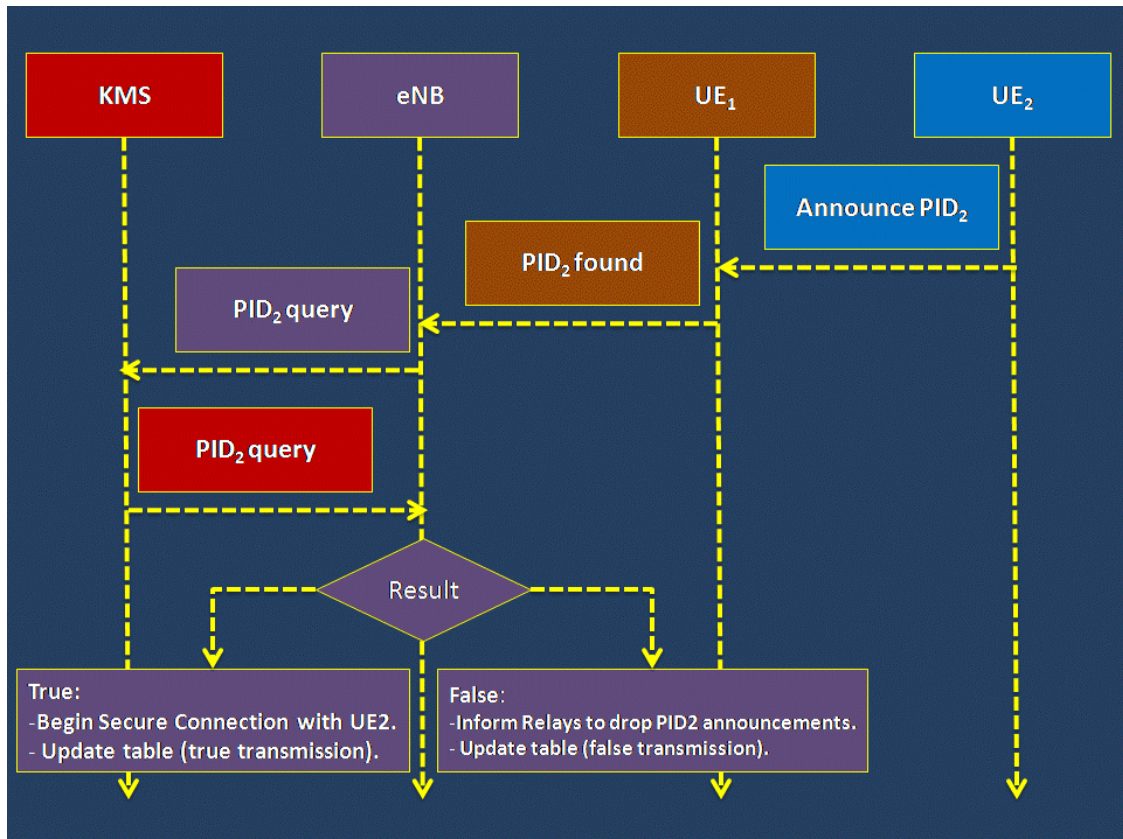 KMS
eNB
UE₁
UE₂
Announce PID₂
PID₂ found
PID₂ query
PID₂ query
Result
True:
-Begin Secure Connection with UE2.
- Update table (true transmission).
False:
-Inform Relays to drop PID2 announcements.
- Update table (false transmission).